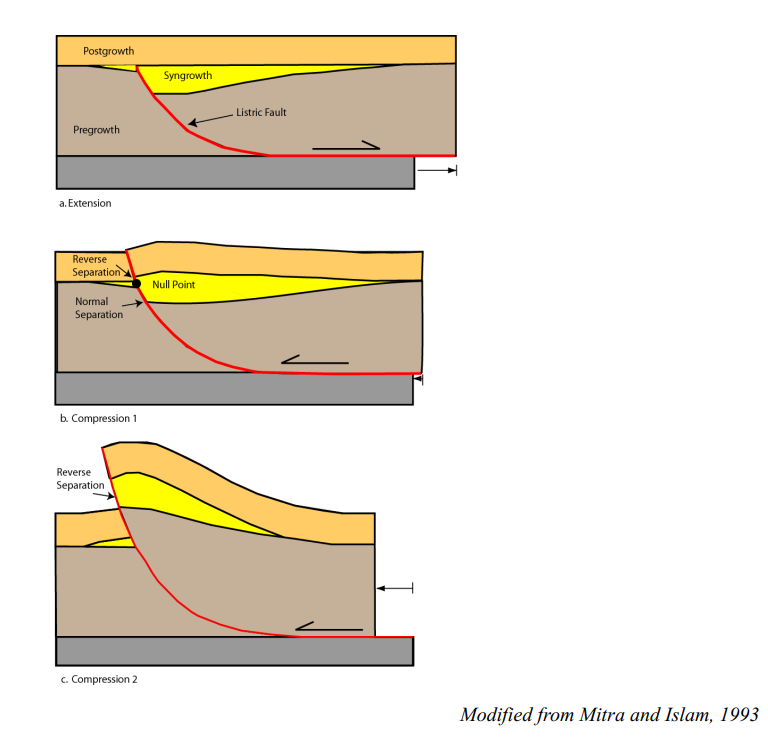 Postgrowth
Syngrowth
Listric Fault
Pregrowth
a. Extension
Reverse
Separation
Null Point
Normal
Separation
b. Compression 1
Reverse
Separation
c. Compression 2
Modified from Mitra and Islam, 1993